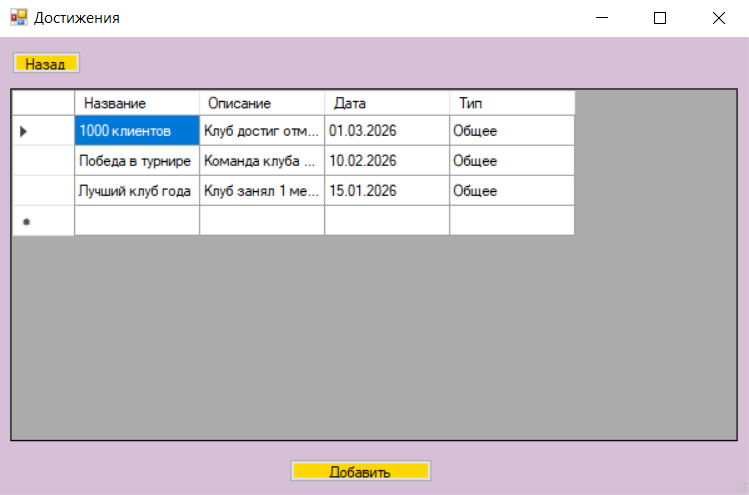 Достижения
Назад
Название Описание Дата Тип
1000 клиентов Клуб достиг отм... 01.03.2026 Общее
Победа в турнире Команда клуба ... 10.02.2026 Общее
Лучший клуб года Клуб занял 1 ме... 15.01.2026 Общее
Добавить